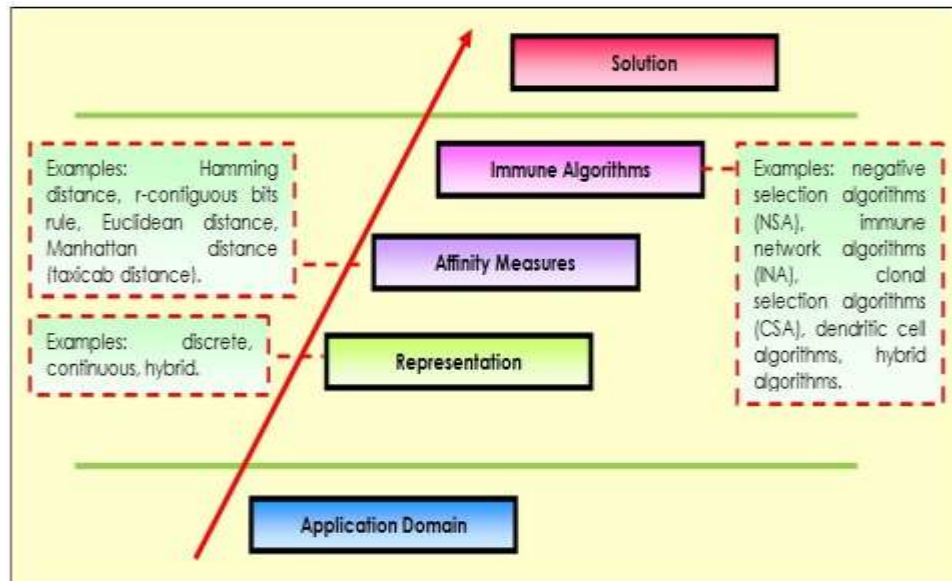 Solution
Immune Algorithms
Examples: Hamming
distance, r-contiguous bits
rule, Euclidean distance,
Manhattan distance
(taxicab distance).
Examples: negative
selection algorithms
(NSA), immune
network algorithms
(INA), clonal
selection algorithms
(CSA), dendritic cell
algorithms, hybrid
algorithms.
Affinity Measures
Examples: discrete,
continuous, hybrid.
Representation
Application Domain